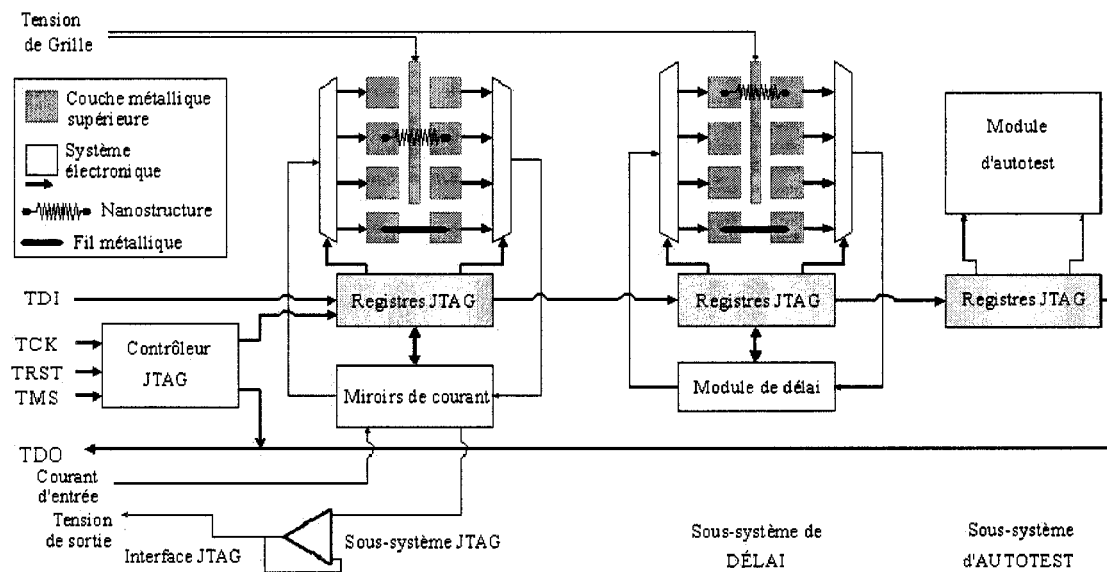 Tension
de Grille
Couche métallique
supérieure
Système
électronique
Nanostructure
Fil métallique
Module
d'autotest
TDI
Registres JTAG
Registres JTAG
Registres JTAG
TCK
TRST
TMS
Contrôleur
JTAG
Miroirs de courant
Module de délai
TDO
Courant
d'entrée
Tension
de sortie
Interface JTAG
Sous-système JTAG
Sous-système de
DÉLAI
Sous-système
d'AUTOTEST